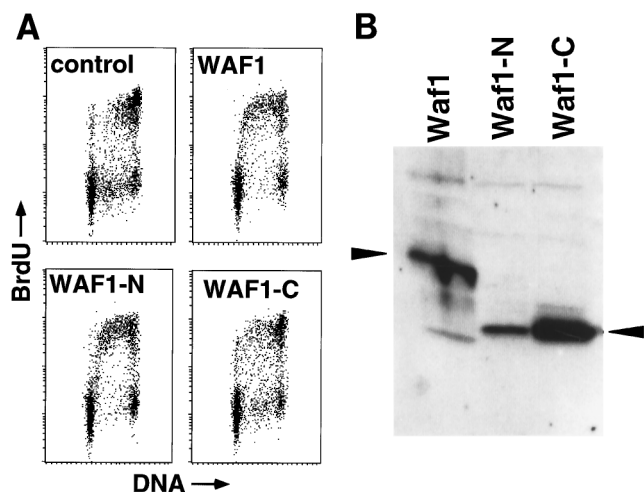 A
control
WAF1
WAF1-N
WAF1-C
BrdU
DNA
B
Waf1
Waf1-N
Waf1-C